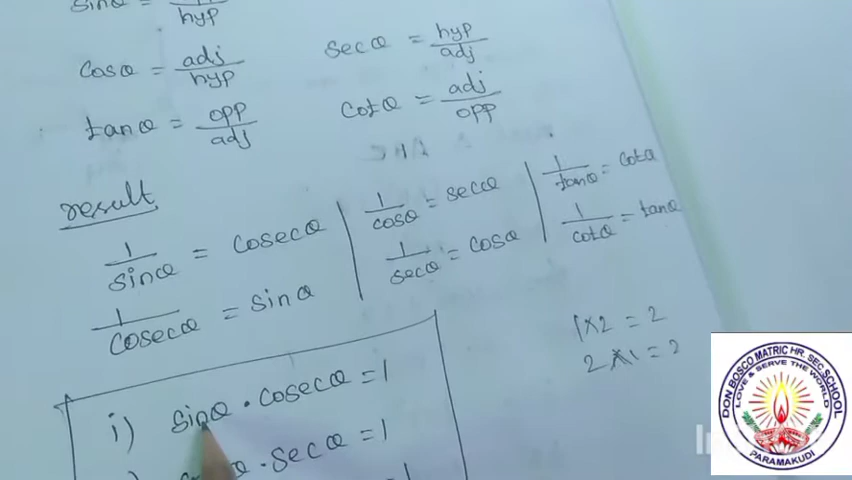 sinθ = hyp
cosθ = adj/hyp
secθ = hyp/adj
tanθ = opp/adj
cotθ = adj/opp
result
1/sinθ = cosecθ
1/cosecθ = sinθ
1/cosθ = secθ
1/secθ = cosθ
1/tanθ = cotθ
1/cotθ = tanθ
1×2 = 2
2×1 = 2
i) sinθ · cosecθ = 1
· secθ = 1
DON BOSCO MATRIC HR. SEC SCHOOL
LOVE & SERVE THE WORLD
PARAMAKUDI